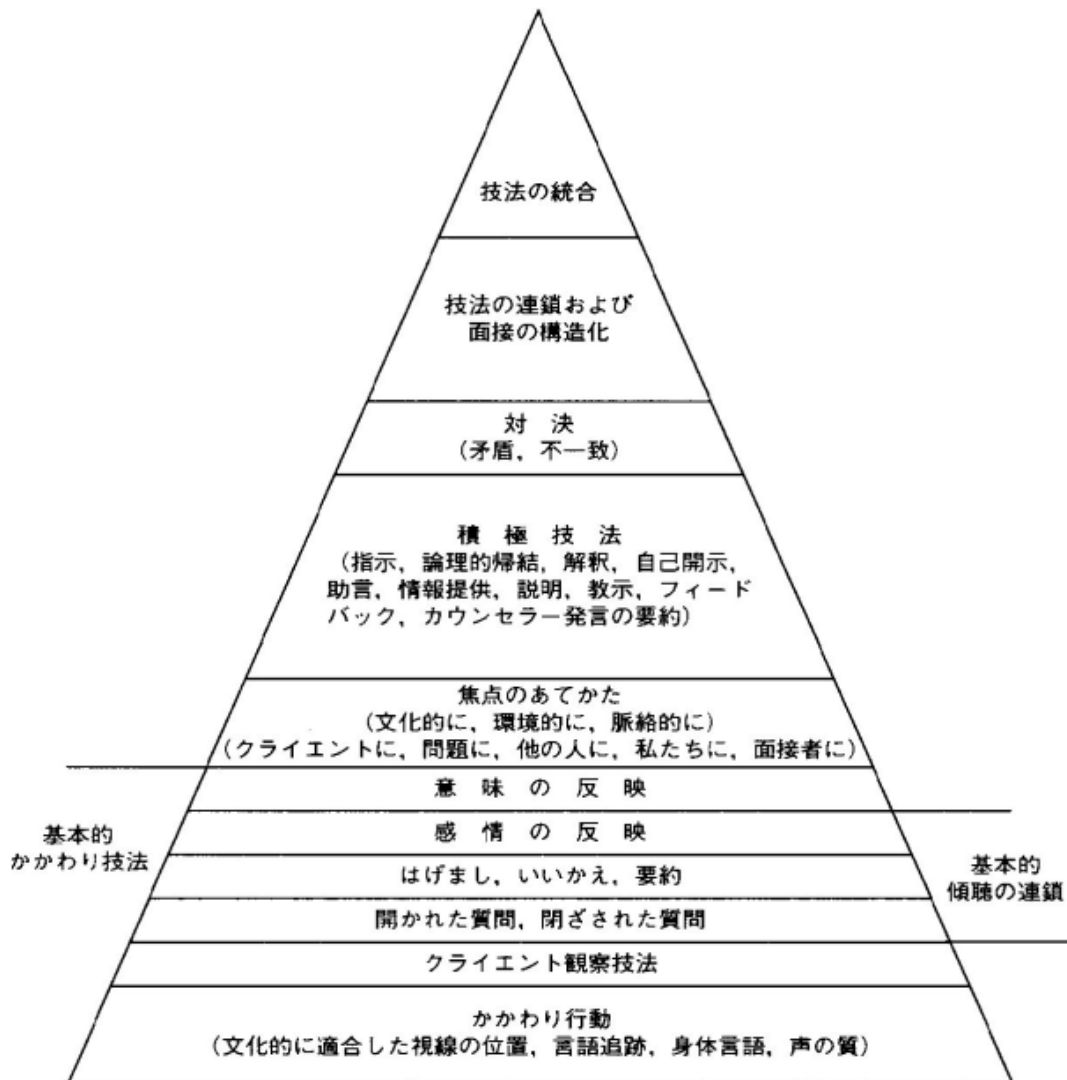 技法の統合
技法の連鎖および
面接の構造化
対決
（矛盾，不一致）
積極技法
（指示，論理的帰結，解釈，自己開示，
助言，情報提供，説明，教示，フィード
バック，カウンセラー発言の要約）
焦点のあてかた
（文化的に，環境的に，脈絡的に）
（クライエントに，問題に，他の人に，私たちに，面接者に）
意味の反映
基本的
かかわり技法
感情の反映
はげまし，いいかえ，要約
開かれた質問，閉ざされた質問
基本的
傾聴の連鎖
クライエント観察技法
かかわり行動
（文化的に適合した視線の位置，言語追跡，身体言語，声の質）